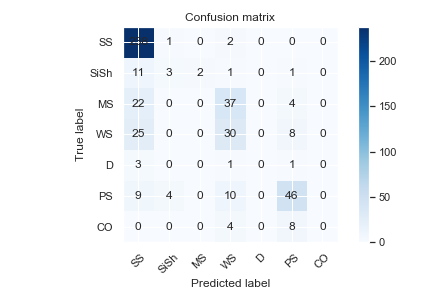 Confusion matrix
SS 1 0 2 0 0 0
SiSh 11 3 2 1 0 1 0
MS 22 0 0 37 0 4 0
WS 25 0 0 30 0 8 0
D 3 0 0 1 0 1 0
PS 9 4 0 10 0 46 0
CO 0 0 0 4 0 8 0
True label
SS SiSh MS WS D PS CO
Predicted label
200
150
100
50
0